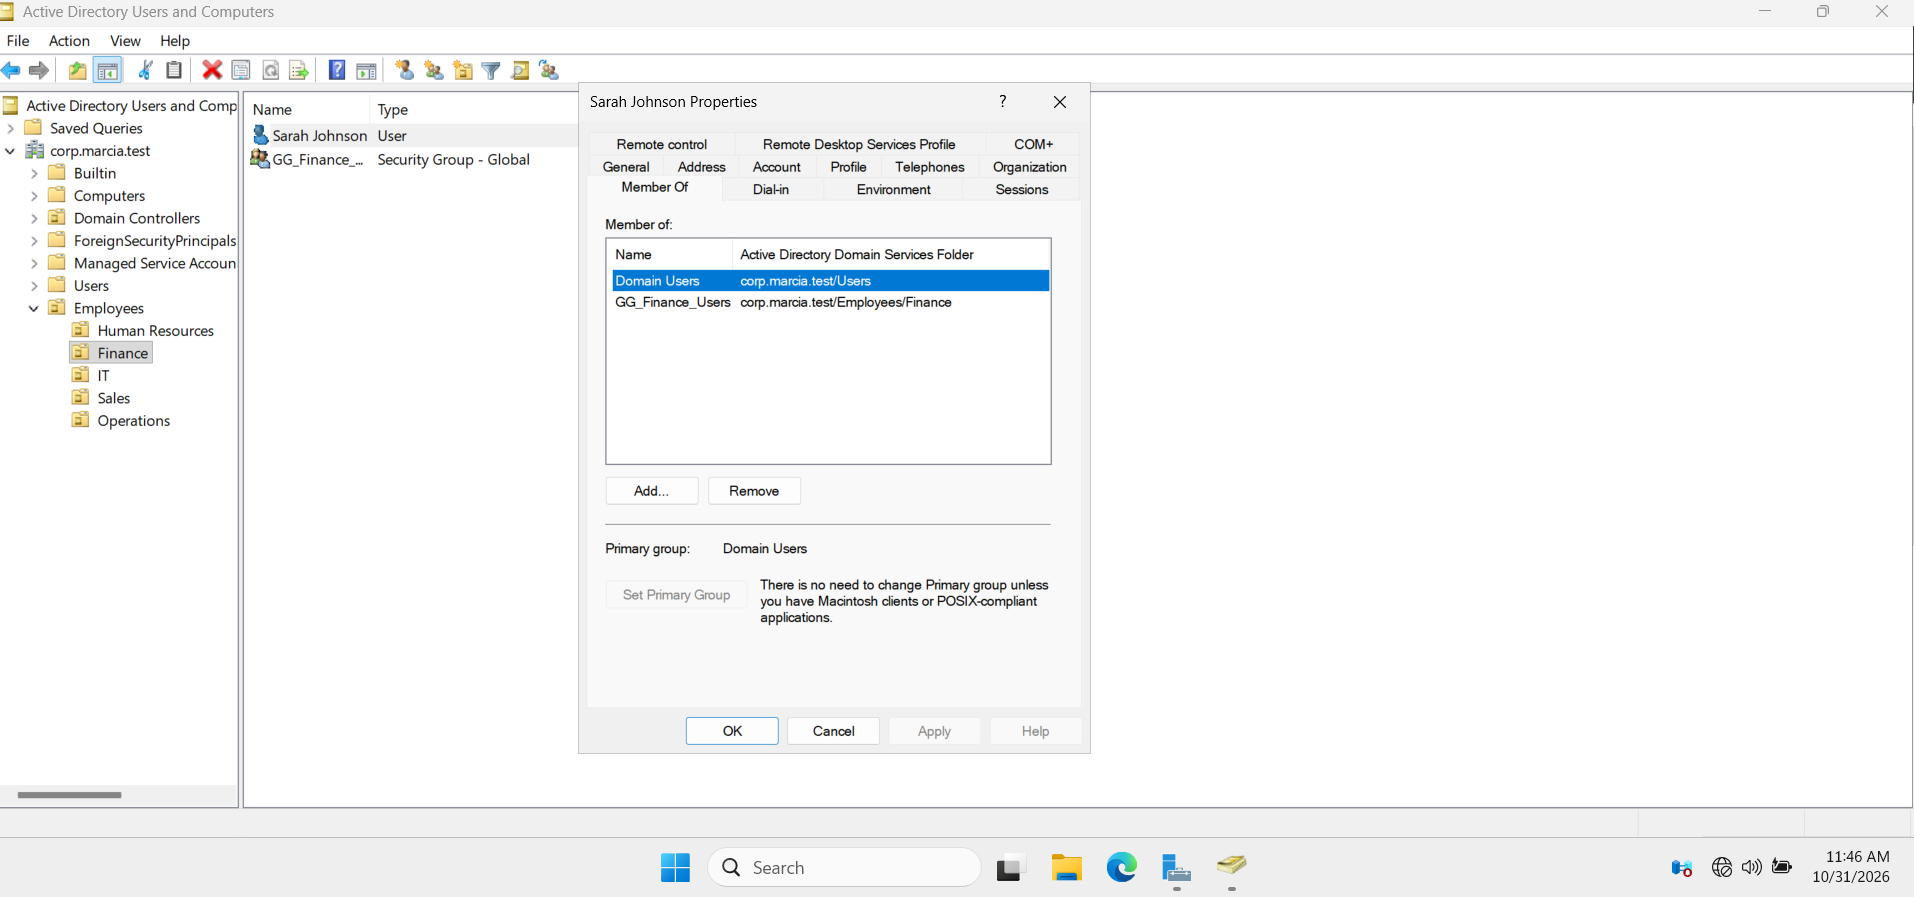 Active Directory Users and Computers
File Action View Help
Active Directory Users and Comp
Saved Queries
corp.marcia.test
Builtin
Computers
Domain Controllers
ForeignSecurityPrincipals
Managed Service Accoun
Users
Employees
Human Resources
Finance
IT
Sales
Operations
Name Type
Sarah Johnson User
GG_Finance_... Security Group - Global
Sarah Johnson Properties ?
Remote control Remote Desktop Services Profile COM+
General Address Account Profile Telephones Organization
Member Of Dial-in Environment Sessions
Member of:
Name Active Directory Domain Services Folder
Domain Users corp.marcia.test/Users
GG_Finance_Users corp.marcia.test/Employees/Finance
Add... Remove
Primary group: Domain Users
Set Primary Group
There is no need to change Primary group unless
you have Macintosh clients or POSIX-compliant
applications.
OK Cancel Apply Help
Search
11:46 AM
10/31/2026